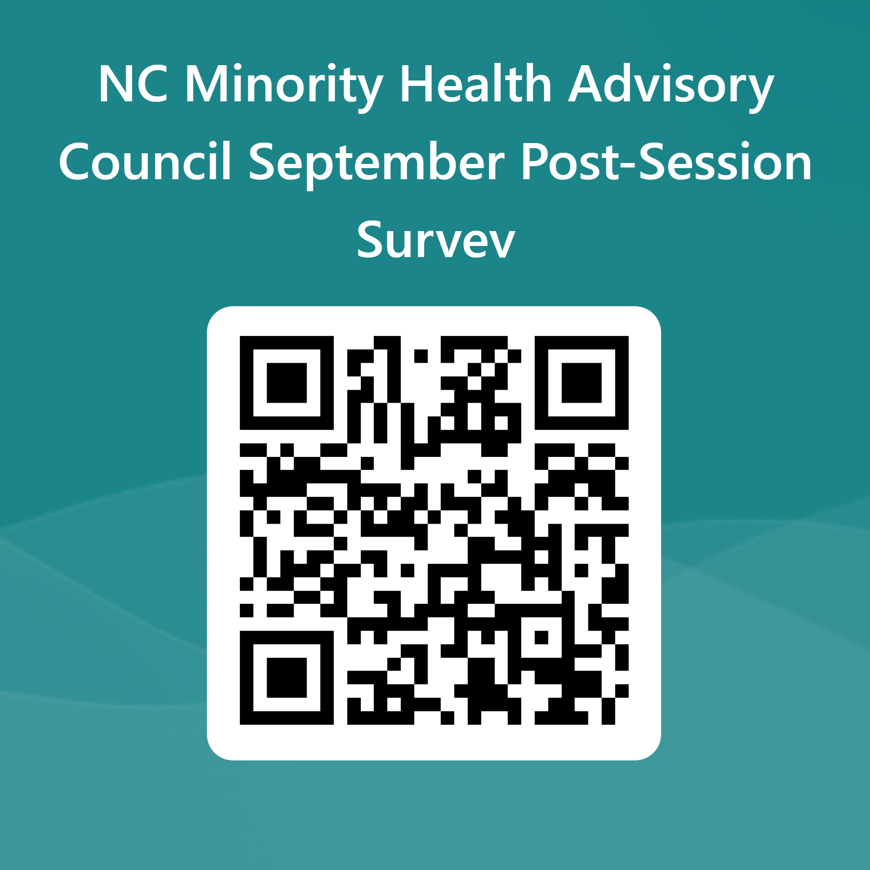 NC Minority Health Advisory
Council September Post-Session
Survev